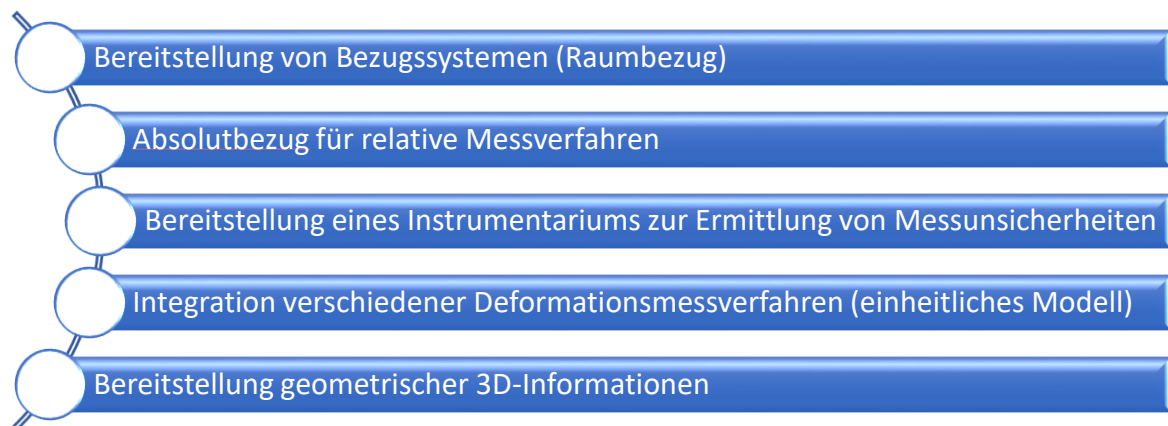 Bereitstellung von Bezugssystemen (Raumbezug)
Absolutbezug für relative Messverfahren
Bereitstellung eines Instrumentariums zur Ermittlung von Messunsicherheiten
Integration verschiedener Deformationsmessverfahren (einheitliches Modell)
Bereitstellung geometrischer 3D-Informationen